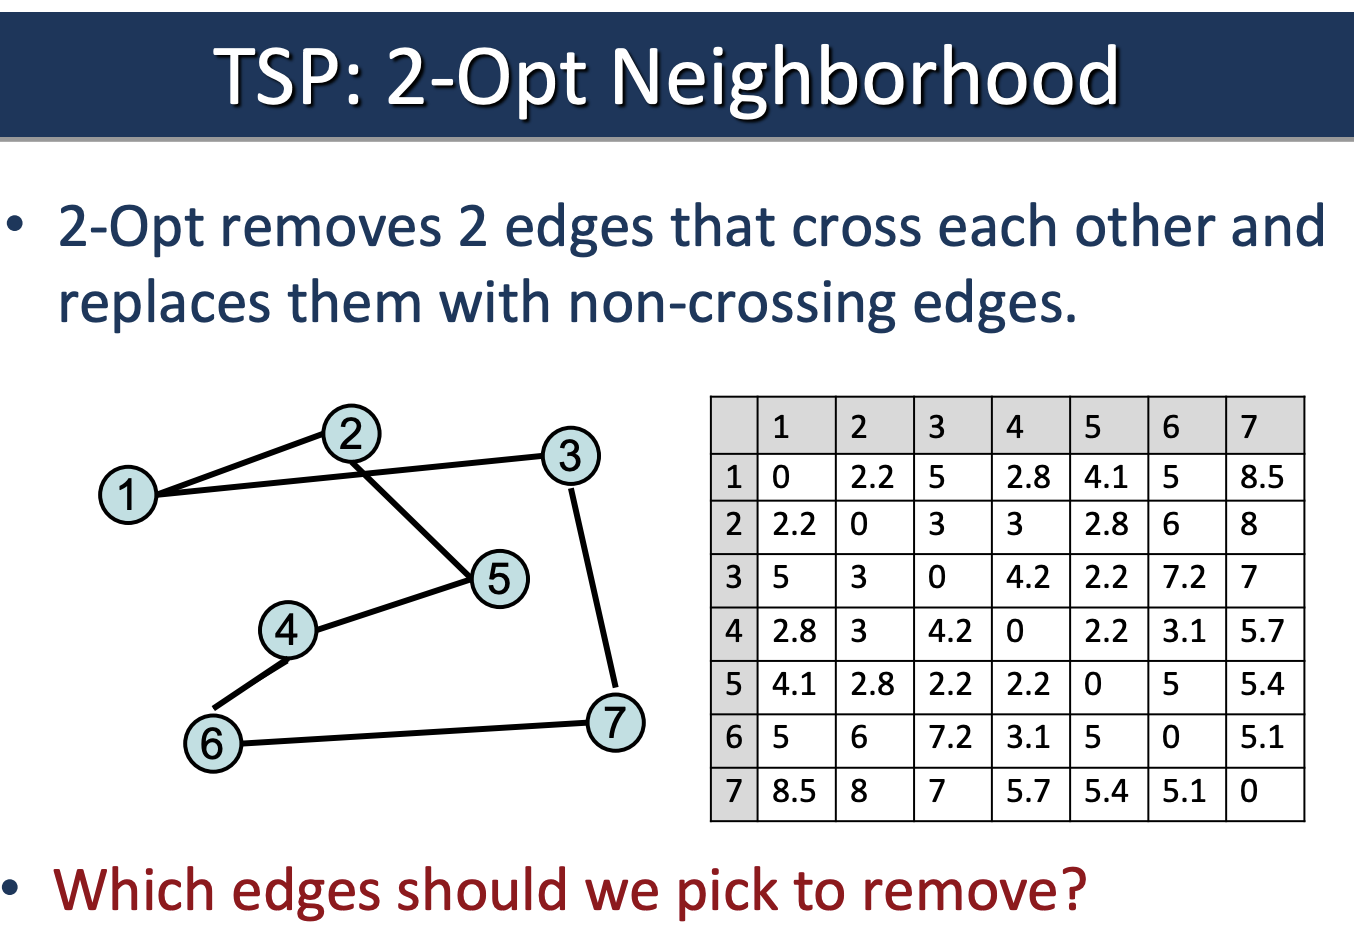 TSP: 2-Opt Neighborhood
• 2-Opt removes 2 edges that cross each other and
replaces them with non-crossing edges.
2
3
1
5
4
7
6
1 2 3 4 5 6 7
1 0 2.2 5 2.8 4.1 5 8.5
2 2.2 0 3 3 2.8 6 8
3 5 3 0 4.2 2.2 7.2 7
4 2.8 3 4.2 0 2.2 3.1 5.7
5 4.1 2.8 2.2 2.2 0 5 5.4
6 5 6 7.2 3.1 5 0 5.1
7 8.5 8 7 5.7 5.4 5.1 0
• Which edges should we pick to remove?